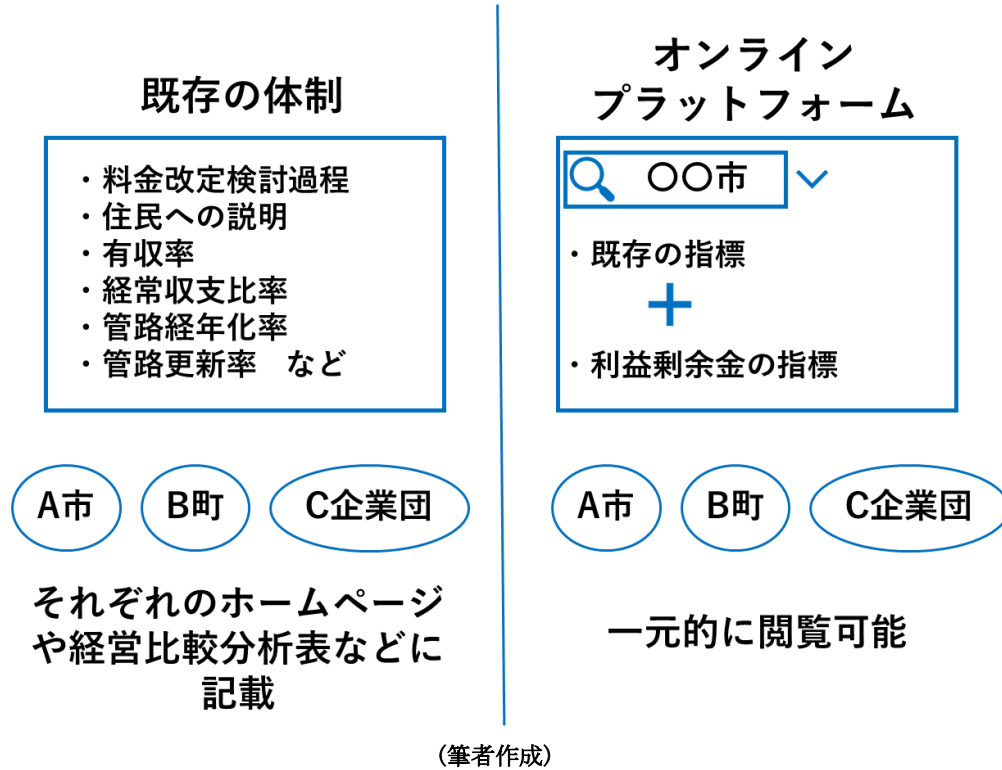 既存の体制
・料金改定検討過程
・住民への説明
・有収率
・経常収支比率
・管路経年化率
・管路更新率　など
A市
B町
C企業団
それぞれのホームページ
や経営比較分析表などに
記載
オンライン
プラットフォーム
〇〇市
・既存の指標
＋
・利益剰余金の指標
A市
B町
C企業団
一元的に閲覧可能
（筆者作成）